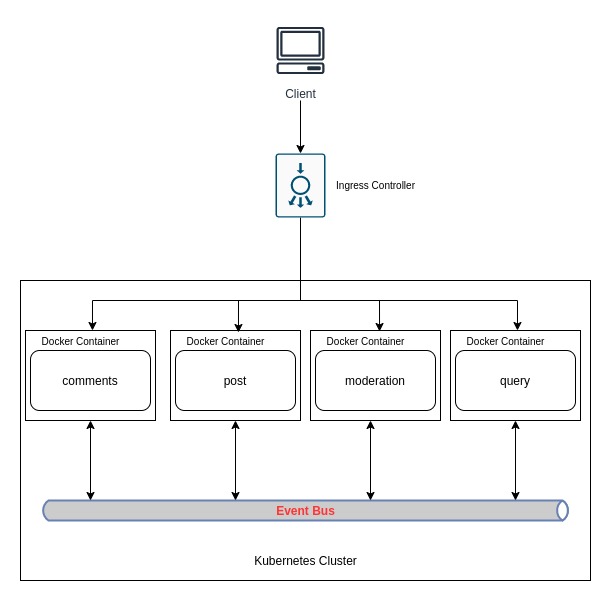 Client
Ingress Controller
Docker Container
Docker Container
Docker Container
Docker Container
comments
post
moderation
query
Event Bus
Kubernetes Cluster